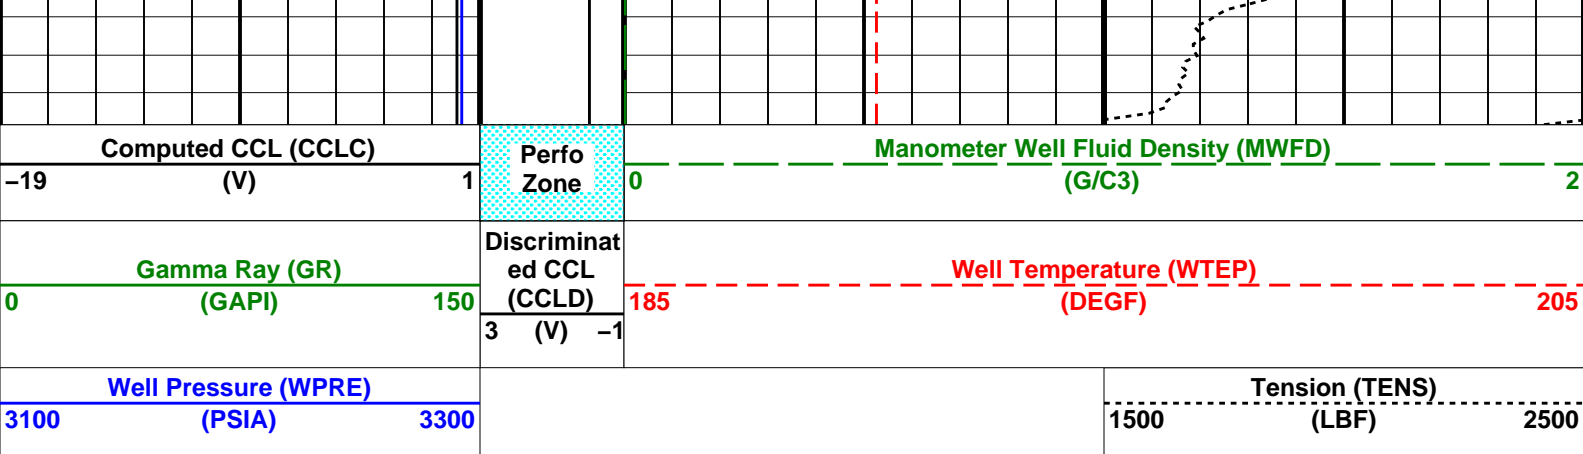 Computed CCL (CCLC)
−19 (V) 1
Perfo
Zone
Manometer Well Fluid Density (MWFD)
0 (G/C3) 2
Gamma Ray (GR)
0 (GAPI) 150
Discriminat
ed CCL
(CCLD)
3 (V) −1
Well Temperature (WTEP)
185 (DEGF) 205
Well Pressure (WPRE)
3100 (PSIA) 3300
Tension (TENS)
1500 (LBF) 2500